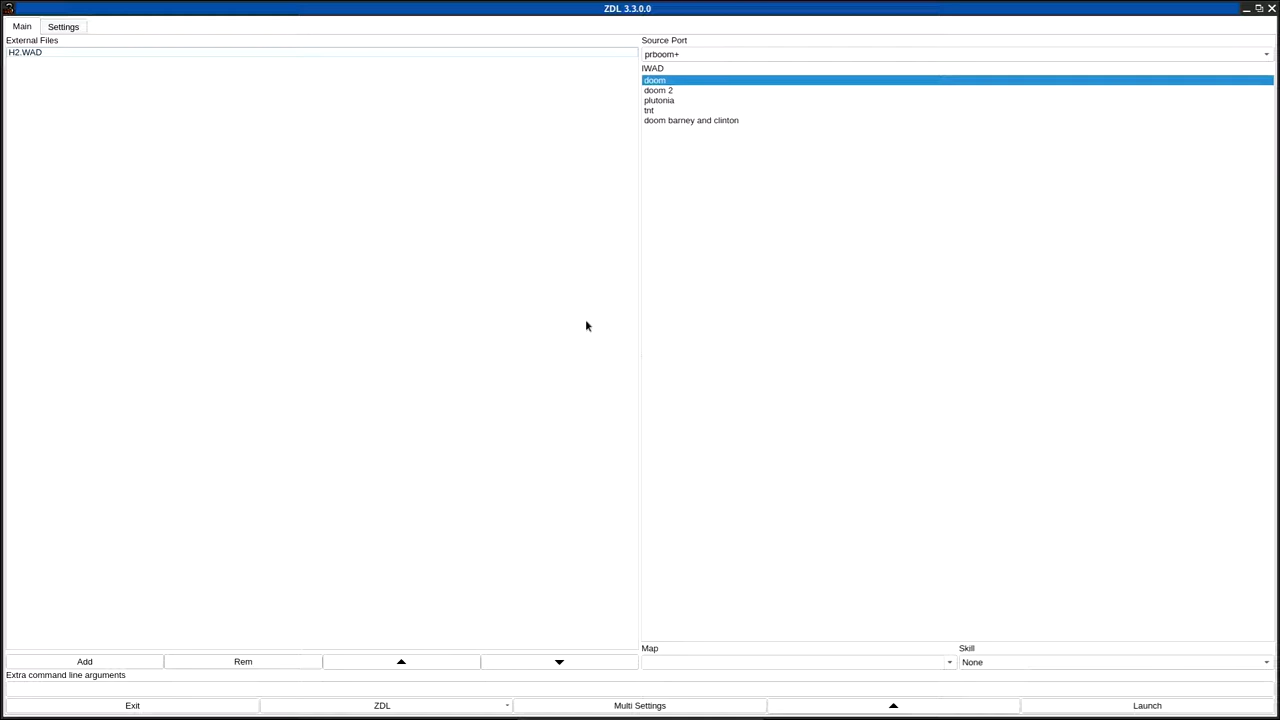 ZDL 3.3.0.0
Main
Settings
External Files
H2.WAD
Source Port
prboom+
IWAD
doom
doom 2
plutonia
tnt
doom barney and clinton
Map
Skill
None
Add
Rem
Extra command line arguments
Exit
ZDL
Multi Settings
Launch